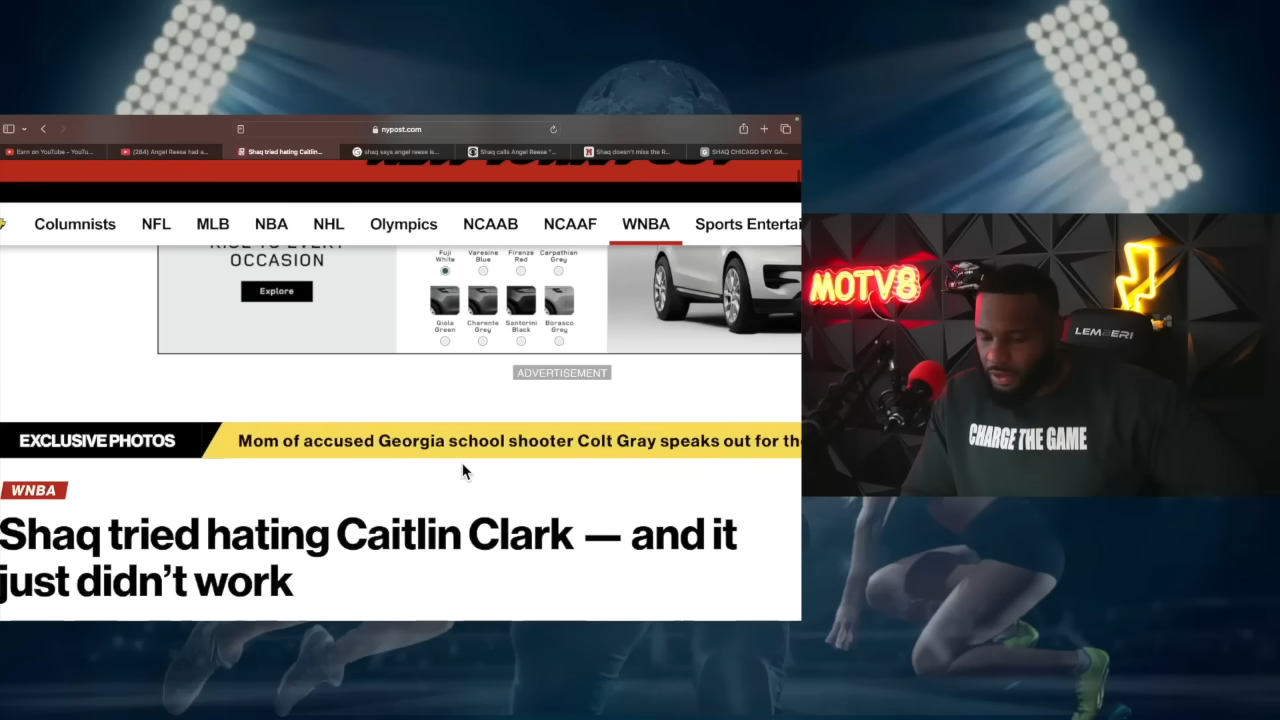 nypost.com
Earn on YouTube - YouTu...
(284) Angel Reese had a...
Shaq tried hating Caitlin...
shaq says angel reese is...
Shaq calls Angel Reese "...
Shaq doesn't miss the R...
SHAQ CHICAGO SKY GA...
Columnists NFL MLB NBA NHL Olympics NCAAB NCAAF WNBA Sports Entertai
OCCASION
Explore
Fuji White
Varesine Blue
Firenze Red
Carpathian Grey
Giola Green
Charente Grey
Santorini Black
Borasco Grey
ADVERTISEMENT
EXCLUSIVE PHOTOS
Mom of accused Georgia school shooter Colt Gray speaks out for the
WNBA
Shaq tried hating Caitlin Clark — and it
just didn't work
MOTV8
LEMBERI
CHARGE THE GAME